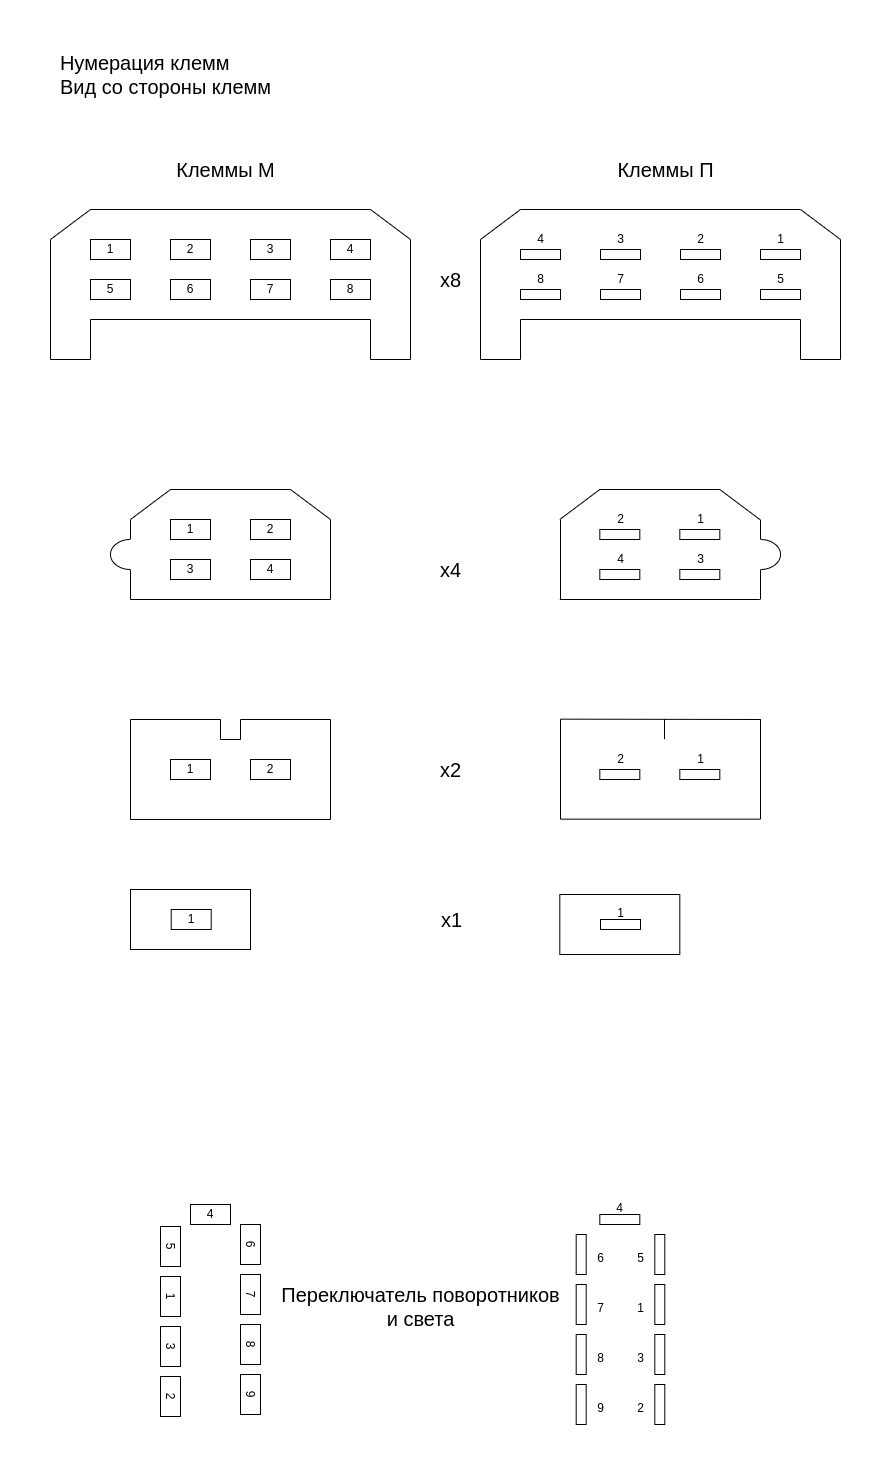 Нумерация клемм
Вид со стороны клемм
Клеммы М
Клеммы П
1 2 3 4
5 6 7 8
x8
4 3 2 1
8 7 6 5
1 2
3 4
x4
2 1
4 3
1 2
x2
2 1
1
x1
1
4
5 6
1 7
3 8
2 9
Переключатель поворотников
и света
4
6 5
7 1
8 3
9 2